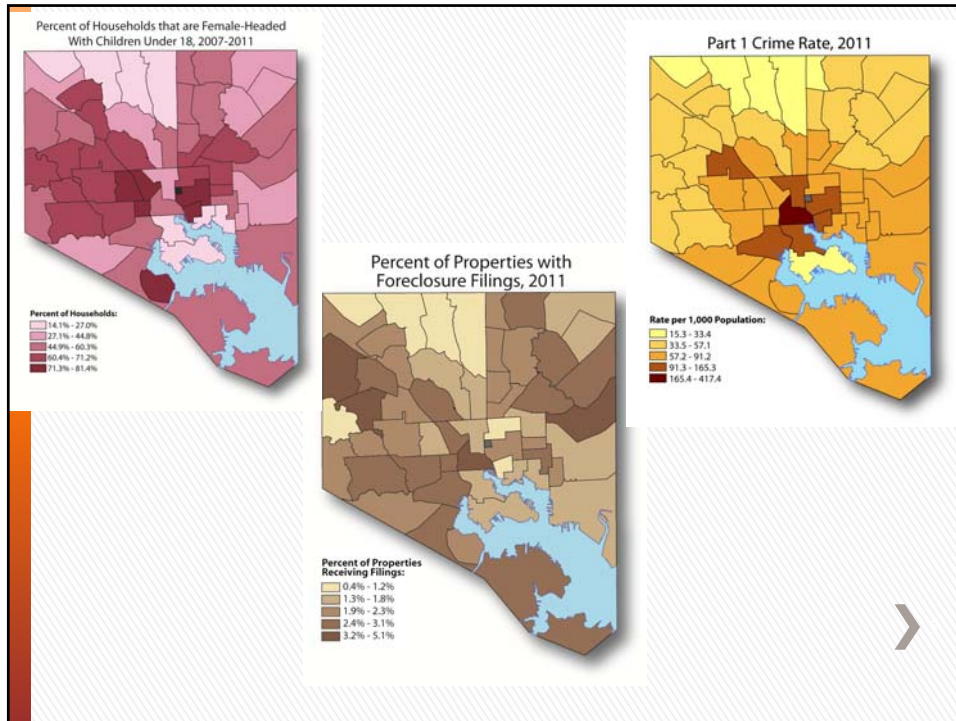 Percent of Households that are Female-Headed
With Children Under 18, 2007-2011
Percent of Households:
14.1% - 27.0%
27.1% - 44.8%
44.9% - 60.3%
60.4% - 71.2%
71.3% - 81.4%
Percent of Properties with
Foreclosure Filings, 2011
Percent of Properties
Receiving Filings:
0.4% - 1.2%
1.3% - 1.8%
1.9% - 2.3%
2.4% - 3.1%
3.2% - 5.1%
Part 1 Crime Rate, 2011
Rate per 1,000 Population:
15.3 - 33.4
33.5 - 57.1
57.2 - 91.2
91.3 - 165.3
165.4 - 417.4